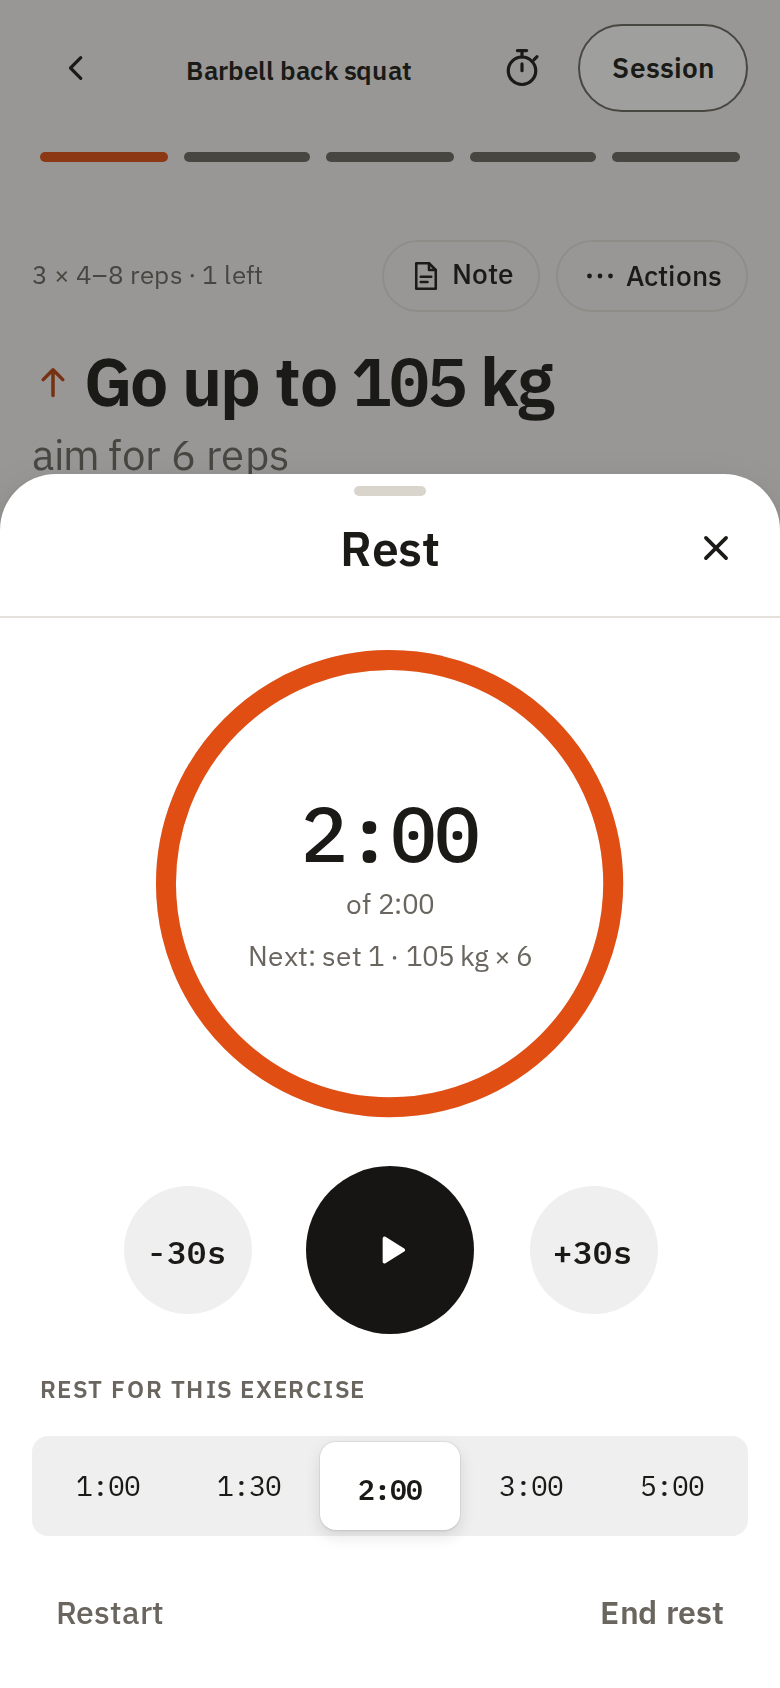 Barbell back squat
Session
3 × 4–8 reps · 1 left
Note
Actions
↑ Go up to 105 kg
aim for 6 reps
Rest
2:00
of 2:00
Next: set 1 · 105 kg × 6
-30s
+30s
REST FOR THIS EXERCISE
1:00
1:30
2:00
3:00
5:00
Restart
End rest